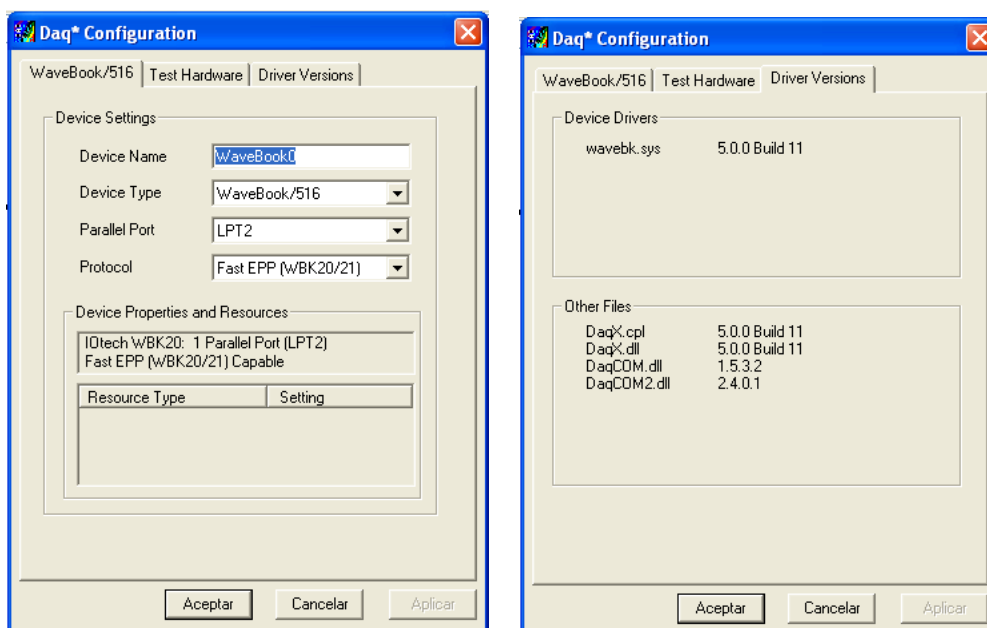 Daq* Configuration
WaveBook/516 Test Hardware Driver Versions
Device Settings
Device Name WaveBook0
Device Type WaveBook/516
Parallel Port LPT2
Protocol Fast EPP (WBK20/21)
Device Properties and Resources
IOtech WBK20: 1 Parallel Port (LPT2)
Fast EPP (WBK20/21) Capable
Resource Type Setting
Aceptar Cancelar Aplicar
Daq* Configuration
WaveBook/516 Test Hardware Driver Versions
Device Drivers
wavebk.sys 5.0.0 Build 11
Other Files
DaqX.cpl 5.0.0 Build 11
DaqX.dll 5.0.0 Build 11
DaqCOM.dll 1.5.3.2
DaqCOM2.dll 2.4.0.1
Aceptar Cancelar Aplicar